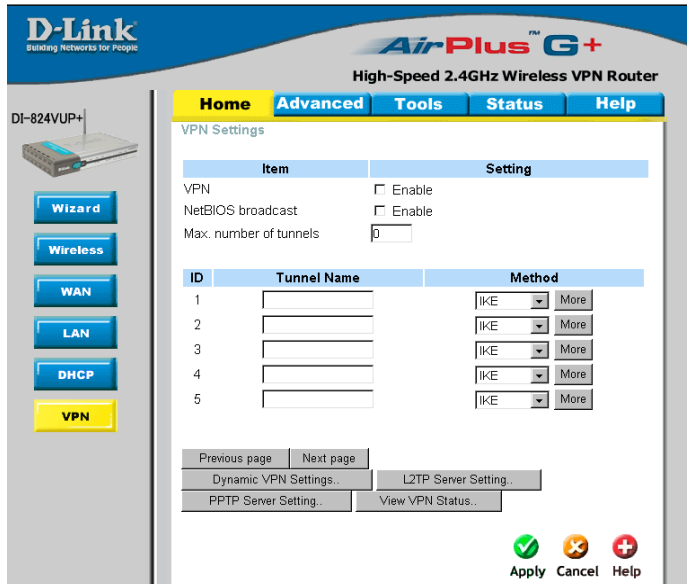 D-Link
Building Networks for People
AirPlus™ G+
High-Speed 2.4GHz Wireless VPN Router
DI-824VUP+
Home Advanced Tools Status Help
VPN Settings
Item Setting
VPN Enable
NetBIOS broadcast Enable
Max. number of tunnels 0
ID Tunnel Name Method
1 IKE More
2 IKE More
3 IKE More
4 IKE More
5 IKE More
Wizard
Wireless
WAN
LAN
DHCP
VPN
Previous page Next page
Dynamic VPN Settings.. L2TP Server Setting..
PPTP Server Setting.. View VPN Status..
Apply Cancel Help